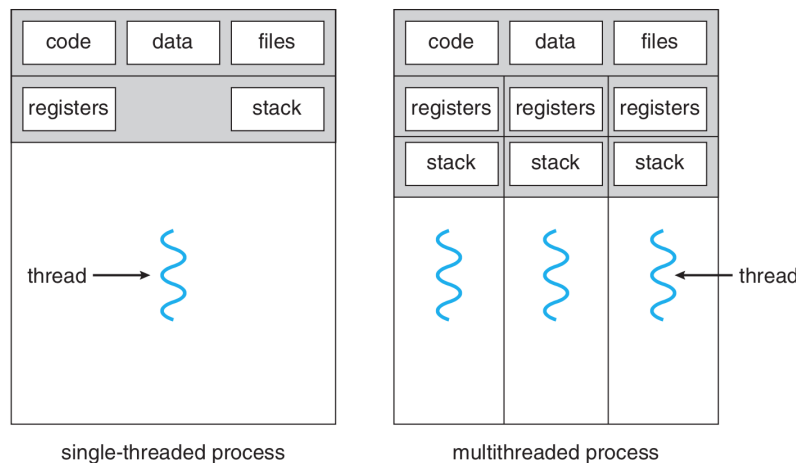 code data files
registers stack
thread
single-threaded process
code data files
registers registers registers
stack stack stack
thread
multithreaded process